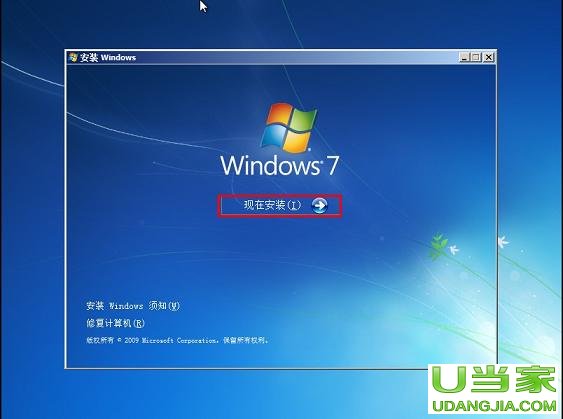 安装 Windows
Windows 7
现在安装(I)
安装 Windows 须知(W)
修复计算机(R)
版权所有 © 2009 Microsoft Corporation。保留所有权利。
U当家
UDANGJIA.COM